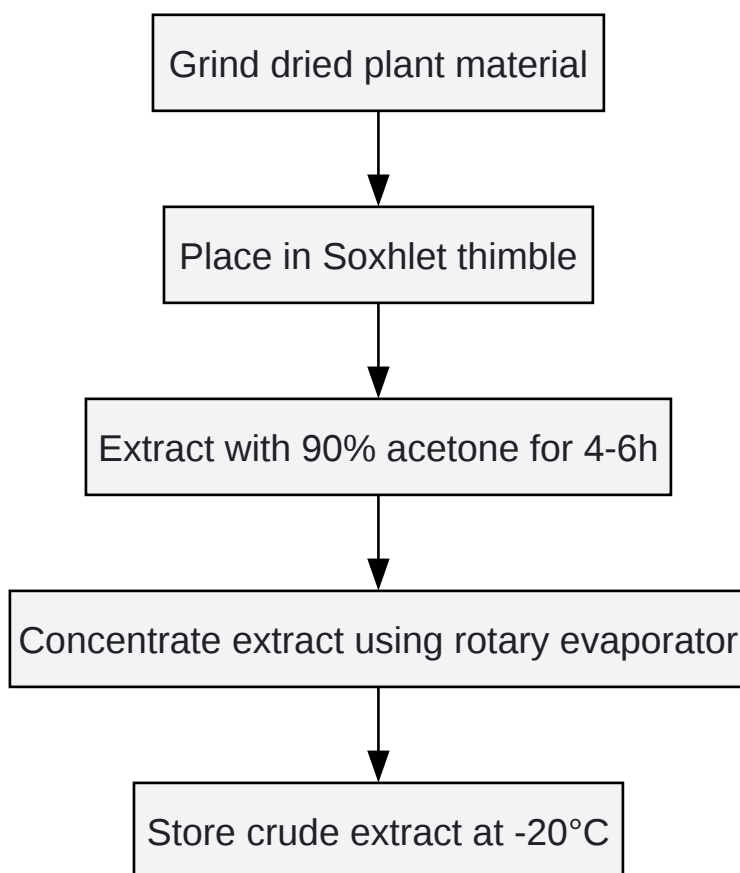 Grind dried plant material
Place in Soxhlet thimble
Extract with 90% acetone for 4-6h
Concentrate extract using rotary evaporator
Store crude extract at -20°C